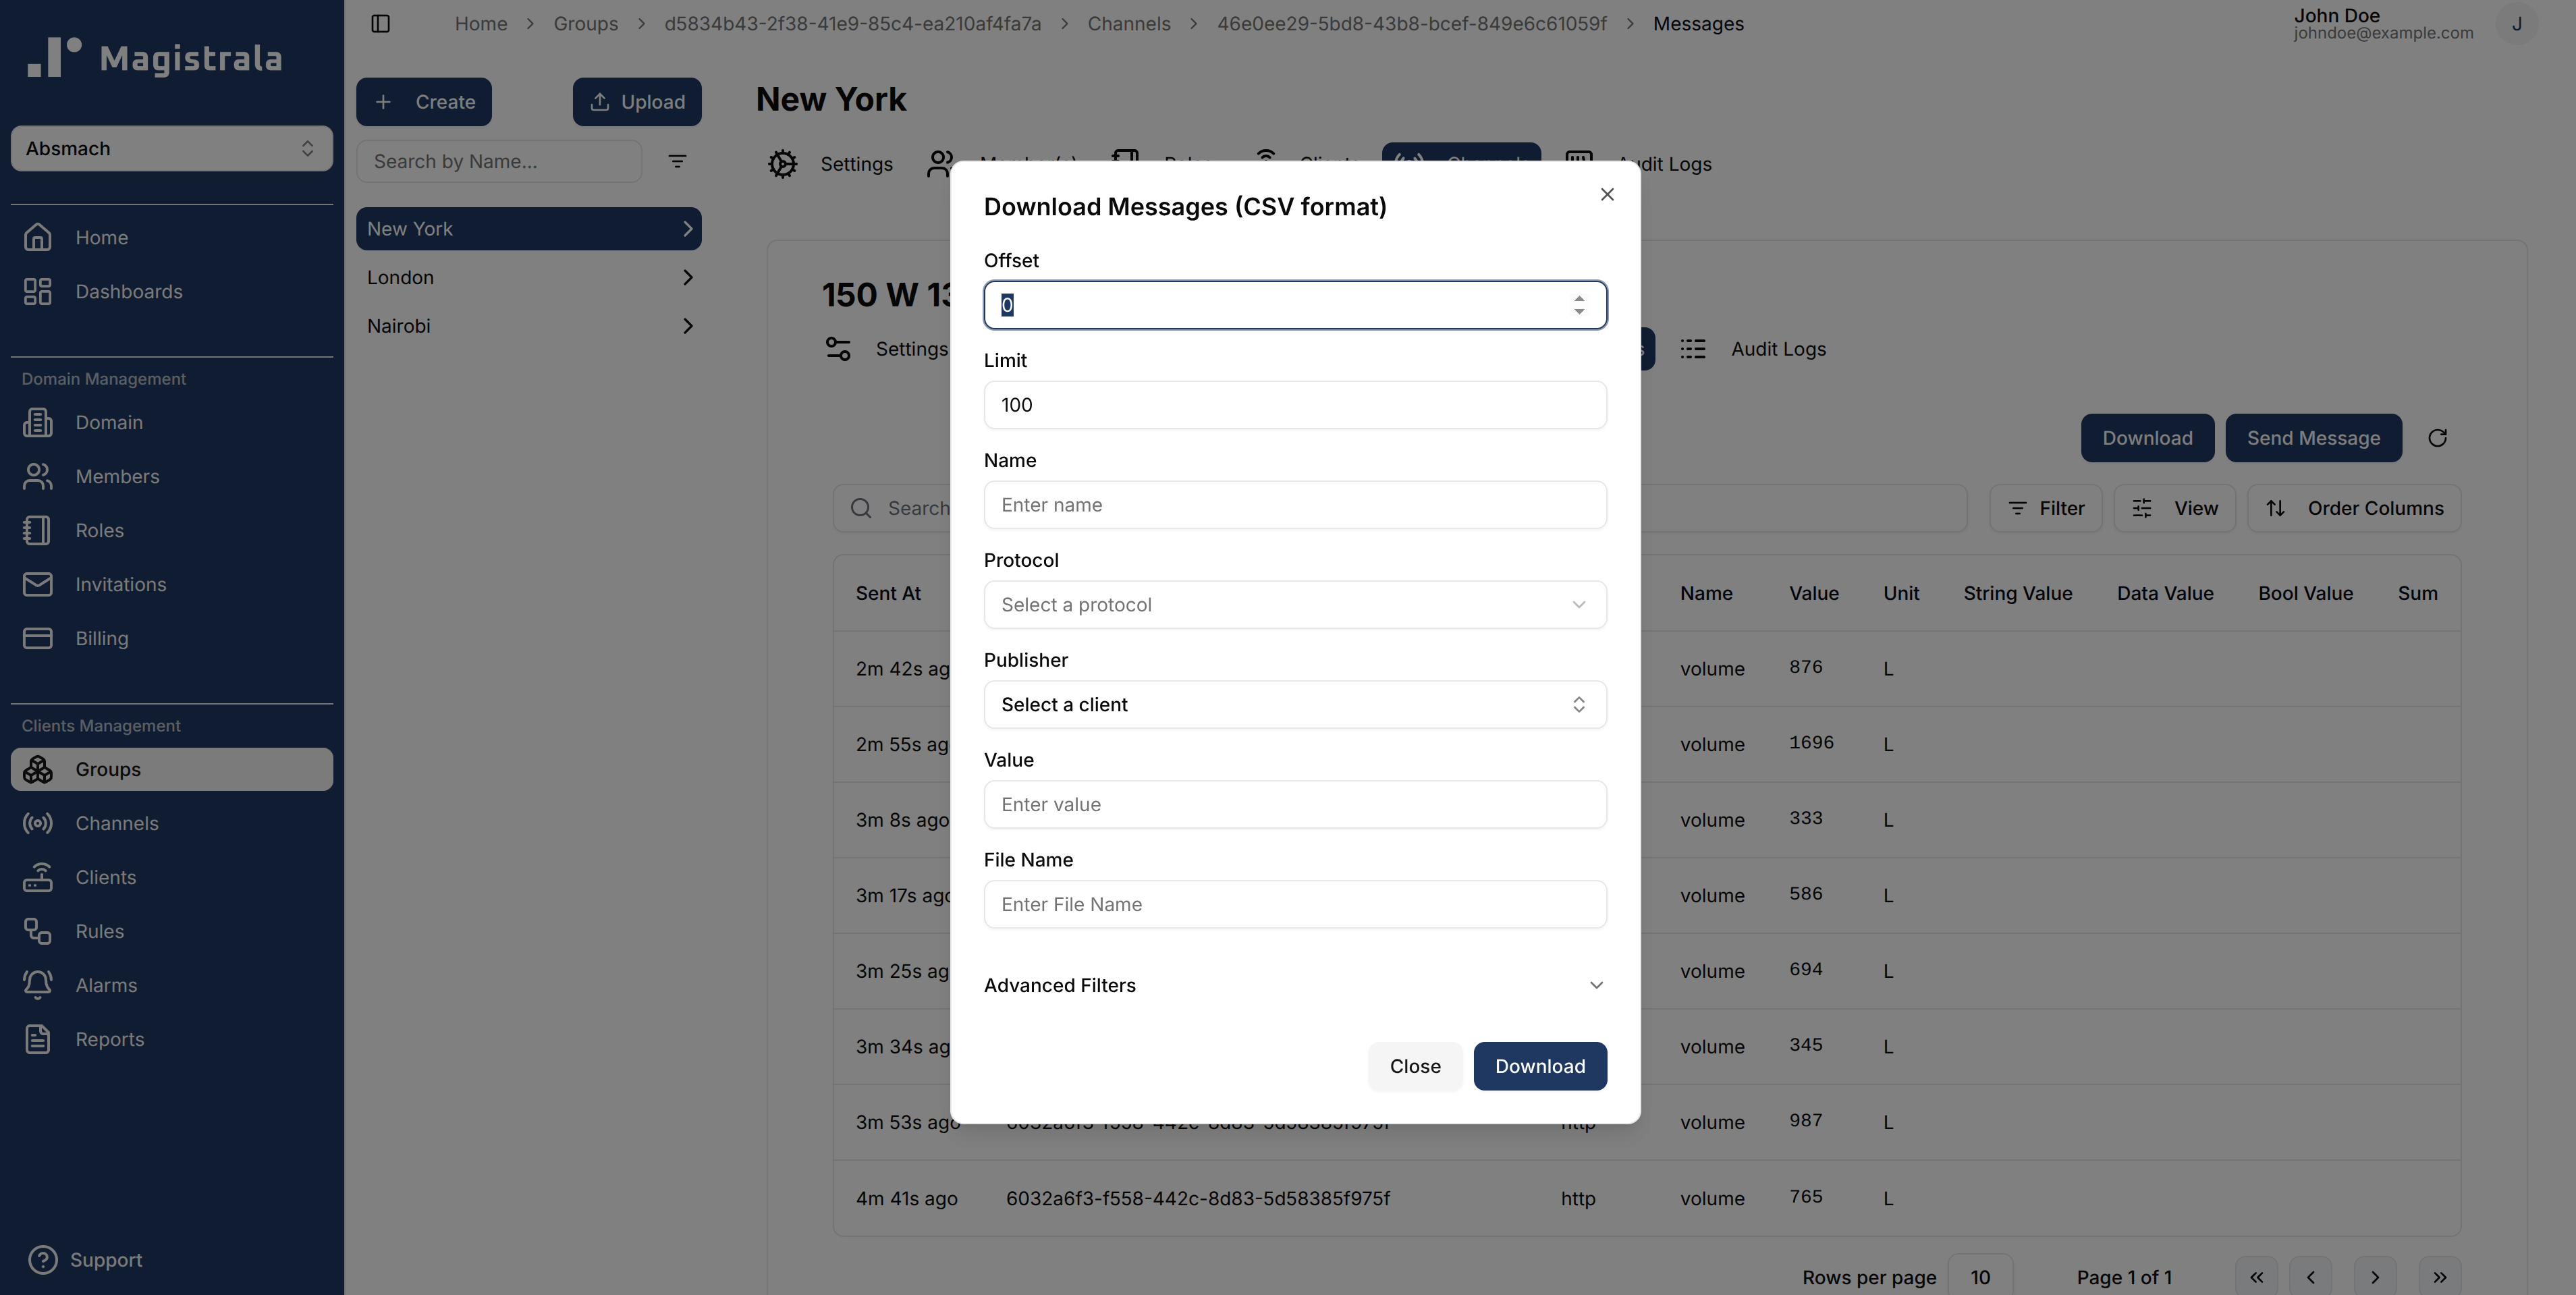 Magistrala
Absmach
Home
Dashboards
Domain Management
Domain
Members
Roles
Invitations
Billing
Clients Management
Groups
Channels
Clients
Rules
Alarms
Reports
Support
Home > Groups > d5834b43-2f38-41e9-85c4-ea210af4fa7a > Channels > 46e0ee29-5bd8-43b8-bcef-849e6c61059f > Messages
John Doe
johndoe@example.com
J
Create
Upload
Search by Name...
New York
London
Nairobi
New York
Settings
Audit Logs
150 W 13
Settings
Audit Logs
Download
Send Message
Search
Filter
View
Order Columns
Sent At Name Value Unit String Value Data Value Bool Value Sum
2m 42s ag volume 876 L
2m 55s ag volume 1696 L
3m 8s ago volume 333 L
3m 17s ago volume 586 L
3m 25s ag volume 694 L
3m 34s ag volume 345 L
3m 53s ago http volume 987 L
4m 41s ago 6032a6f3-f558-442c-8d83-5d58385f975f http volume 765 L
Rows per page 10 Page 1 of 1
Download Messages (CSV format)
Offset
0
Limit
100
Name
Enter name
Protocol
Select a protocol
Publisher
Select a client
Value
Enter value
File Name
Enter File Name
Advanced Filters
Close
Download